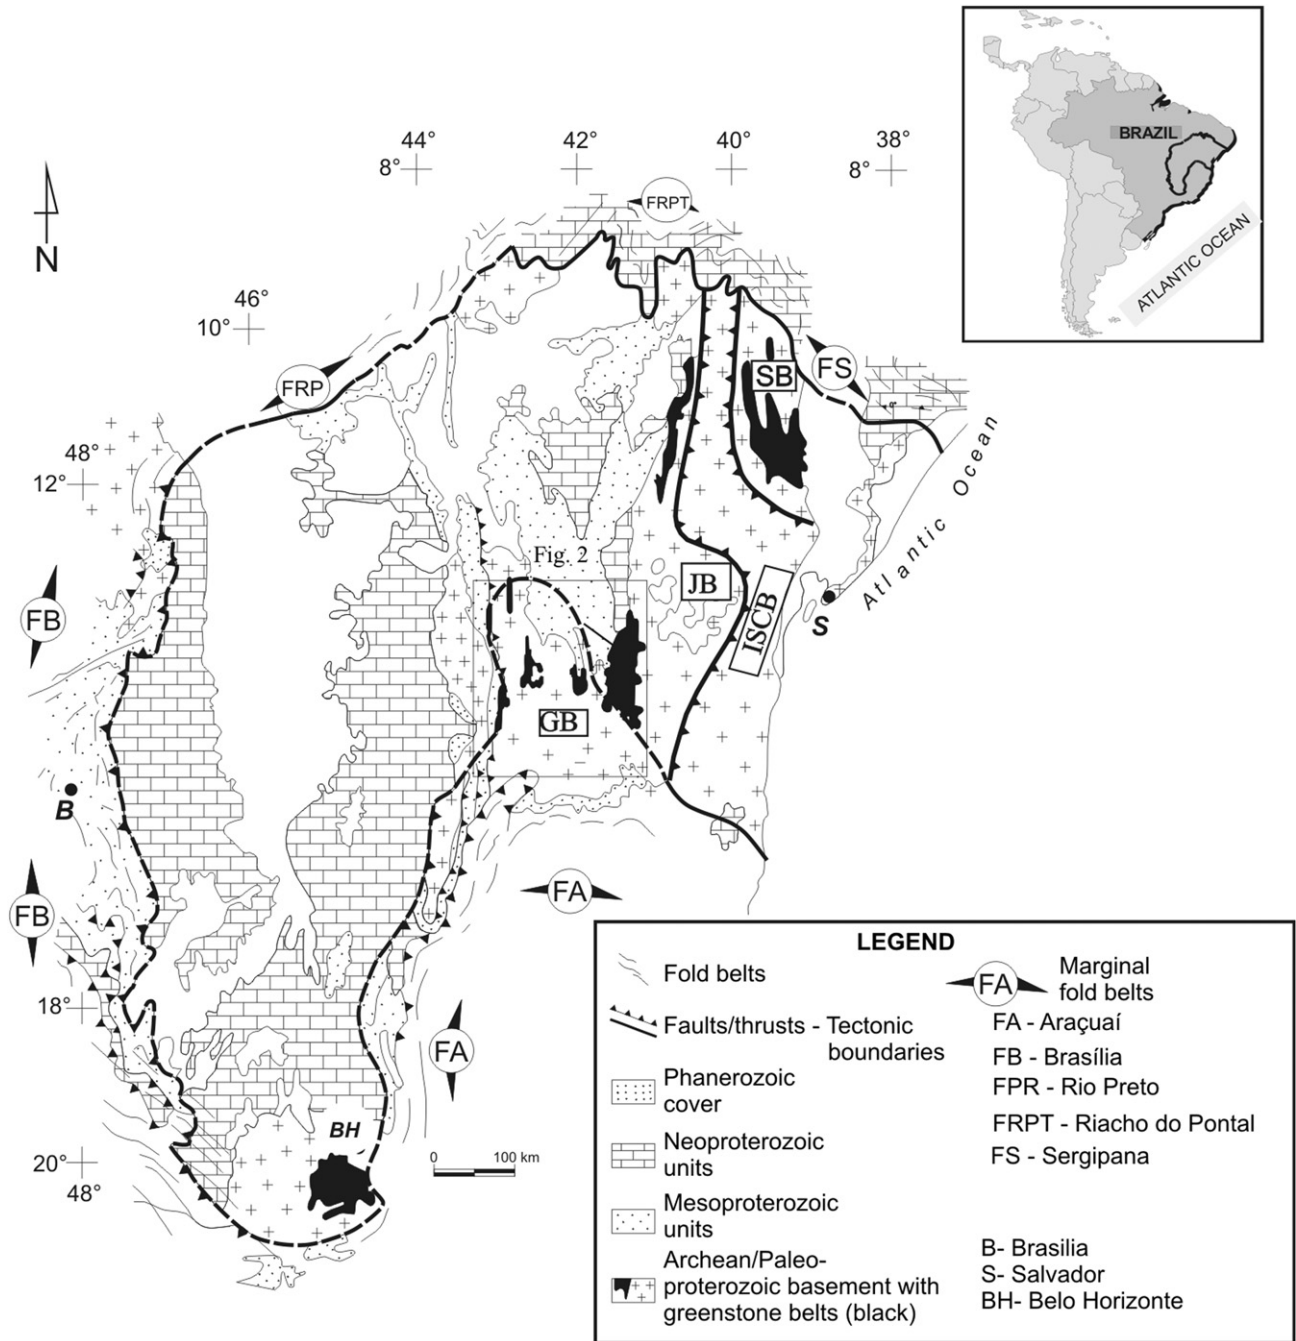 BRAZIL
ATLANTIC OCEAN
44°
42°
40°
38°
8°
8°
FRPT
N
46°
10°
FRP
SB
FS
48°
12°
Atlantic Ocean
Fig. 2
JB
ISCB
S
FB
GB
B
FA
FB
18°
FA
BH
0
100 km
20°
48°
LEGEND
Fold belts
Faults/thrusts - Tectonic
boundaries
Phanerozoic
cover
Neoproterozoic
units
Mesoproterozoic
units
Archean/Paleo-
proterozoic basement with
greenstone belts (black)
FA
Marginal
fold belts
FA - Araçuaí
FB - Brasília
FPR - Rio Preto
FRPT - Riacho do Pontal
FS - Sergipana
B- Brasilia
S- Salvador
BH- Belo Horizonte